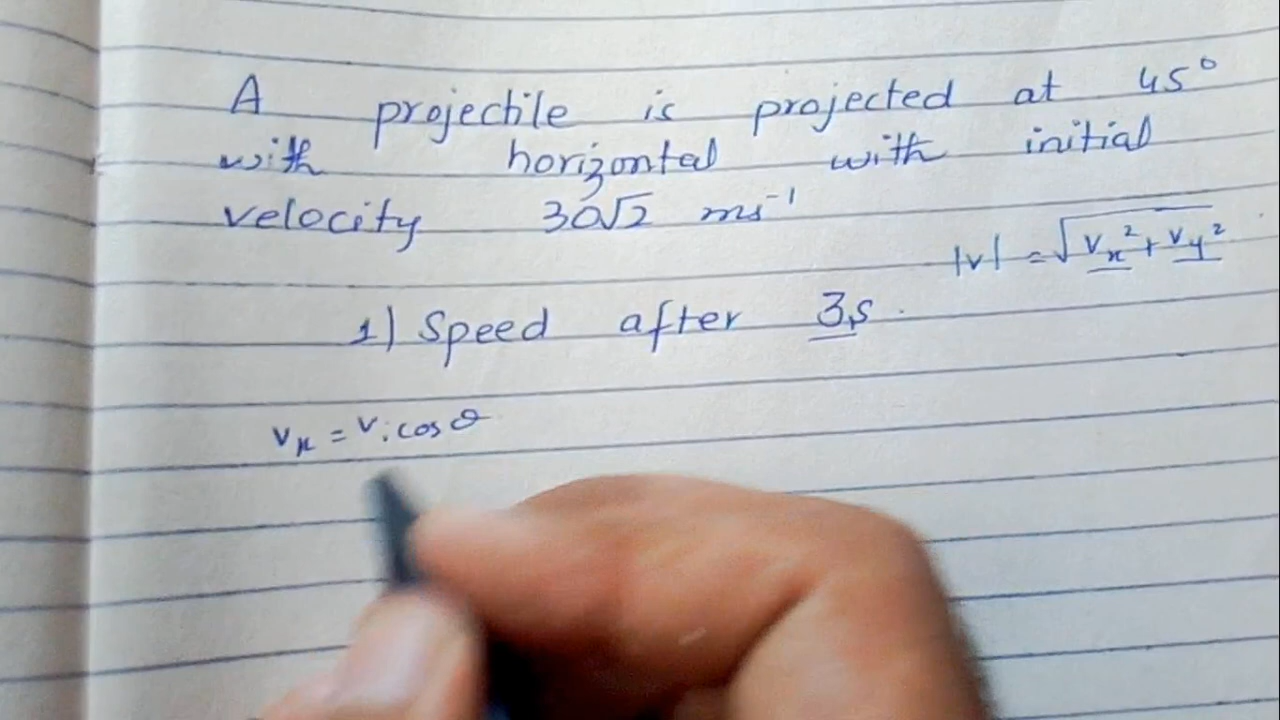 A projectile is projected at 45°
with horizontal with initial
velocity 30√2 ms⁻¹
|v| = √(vₓ² + vᵧ²)
1) Speed after 3s.
vₓ = vᵢ cos θ